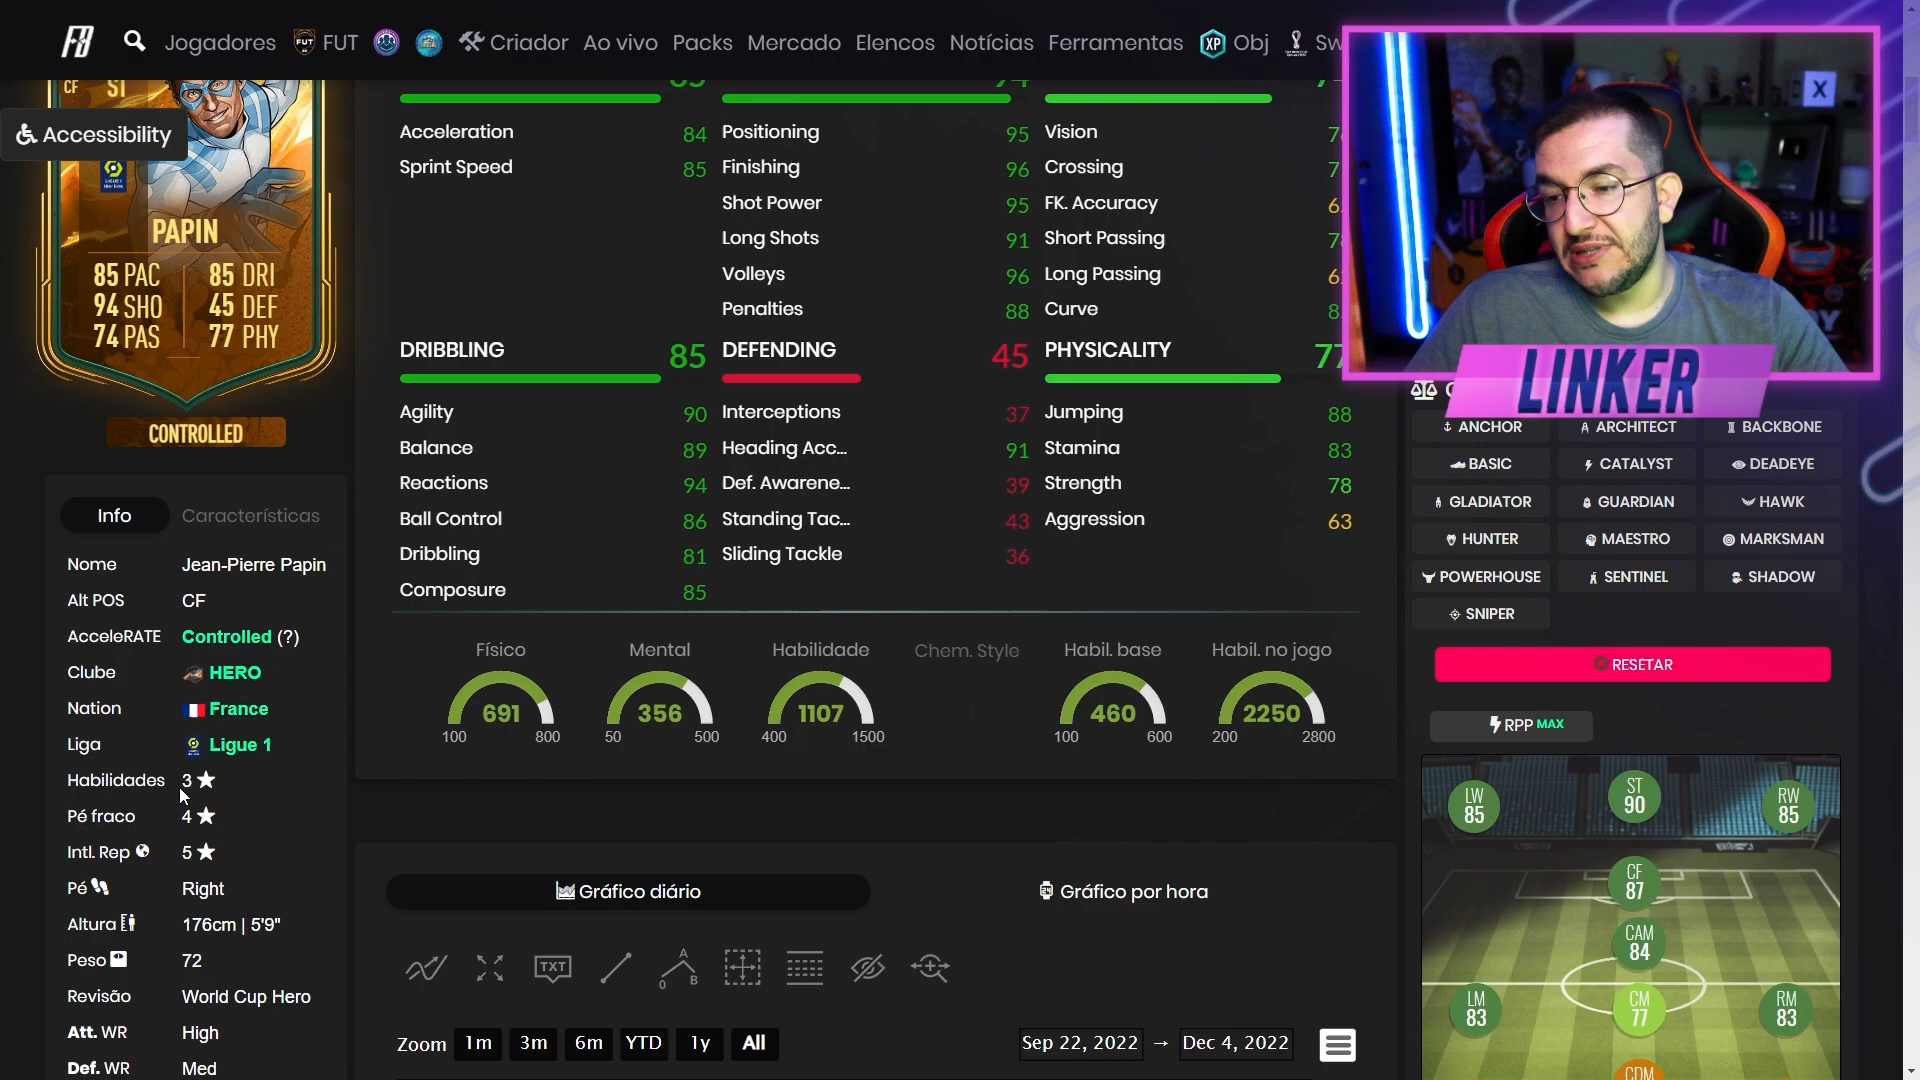 Jogadores FUT Criador Ao vivo Packs Mercado Elencos Notícias Ferramentas XP Obj Sw
CF ST
Accessibility
PAPIN
85 PAC 85 DRI
94 SHO 45 DEF
74 PAS 77 PHY
CONTROLLED
Info Características
Nome Jean-Pierre Papin
Alt POS CF
AcceleRATE Controlled (?)
Clube HERO
Nation France
Liga Ligue 1
Habilidades 3
Pé fraco 4
Intl. Rep 5
Pé Right
Altura 176cm | 5'9"
Peso 72
Revisão World Cup Hero
Att. WR High
Def. WR Med
Acceleration 84
Sprint Speed 85
Positioning 95
Finishing 96
Shot Power 95
Long Shots 91
Volleys 96
Penalties 88
Vision
Crossing
FK. Accuracy
Short Passing
Long Passing
Curve
DRIBBLING 85
Agility 90
Balance 89
Reactions 94
Ball Control 86
Dribbling 81
Composure 85
DEFENDING 45
Interceptions 37
Heading Acc... 91
Def. Awarene... 39
Standing Tac... 43
Sliding Tackle 36
PHYSICALITY 77
Jumping 88
Stamina 83
Strength 78
Aggression 63
Físico Mental Habilidade Chem. Style Habil. base Habil. no jogo
691 356 1107 460 2250
100 800 50 500 400 1500 100 600 200 2800
Gráfico diário Gráfico por hora
TXT
A
0 B
Zoom 1m 3m 6m YTD 1y All Sep 22, 2022 → Dec 4, 2022
X
LINKER
ANCHOR ARCHITECT BACKBONE
BASIC CATALYST DEADEYE
GLADIATOR GUARDIAN HAWK
HUNTER MAESTRO MARKSMAN
POWERHOUSE SENTINEL SHADOW
SNIPER
RESETAR
RPP MAX
LW 85
ST 90
RW 85
CF 87
CAM 84
LM 83
CM 77
RM 83
CDM